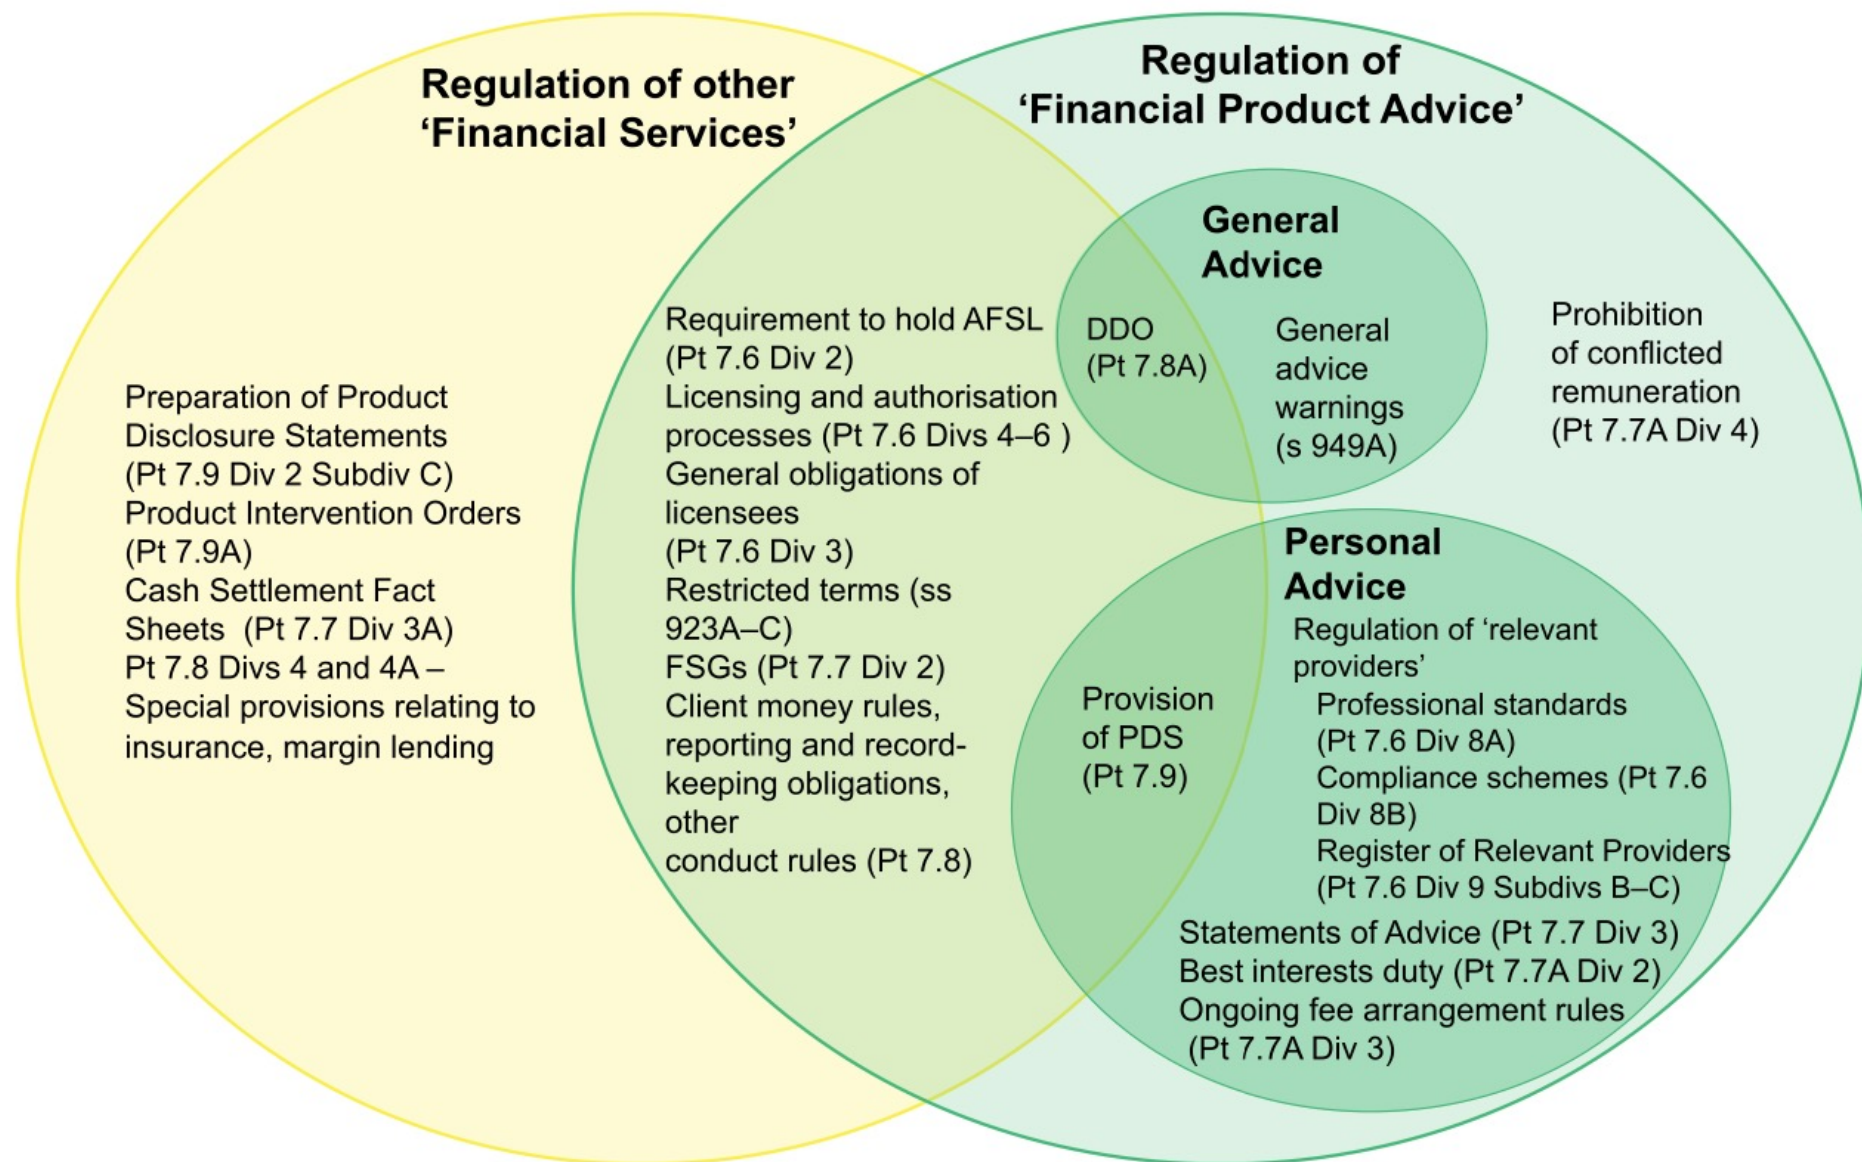 Regulation of other
‘Financial Services’
Preparation of Product
Disclosure Statements
(Pt 7.9 Div 2 Subdiv C)
Product Intervention Orders
(Pt 7.9A)
Cash Settlement Fact
Sheets (Pt 7.7 Div 3A)
Pt 7.8 Divs 4 and 4A –
Special provisions relating to
insurance, margin lending
Requirement to hold AFSL
(Pt 7.6 Div 2)
Licensing and authorisation
processes (Pt 7.6 Divs 4–6 )
General obligations of
licensees
(Pt 7.6 Div 3)
Restricted terms (ss
923A–C)
FSGs (Pt 7.7 Div 2)
Client money rules,
reporting and record-
keeping obligations,
other
conduct rules (Pt 7.8)
Regulation of
‘Financial Product Advice’
General
Advice
DDO
(Pt 7.8A)
General
advice
warnings
(s 949A)
Prohibition
of conflicted
remuneration
(Pt 7.7A Div 4)
Personal
Advice
Provision
of PDS
(Pt 7.9)
Regulation of ‘relevant
providers’
Professional standards
(Pt 7.6 Div 8A)
Compliance schemes (Pt 7.6
Div 8B)
Register of Relevant Providers
(Pt 7.6 Div 9 Subdivs B–C)
Statements of Advice (Pt 7.7 Div 3)
Best interests duty (Pt 7.7A Div 2)
Ongoing fee arrangement rules
(Pt 7.7A Div 3)